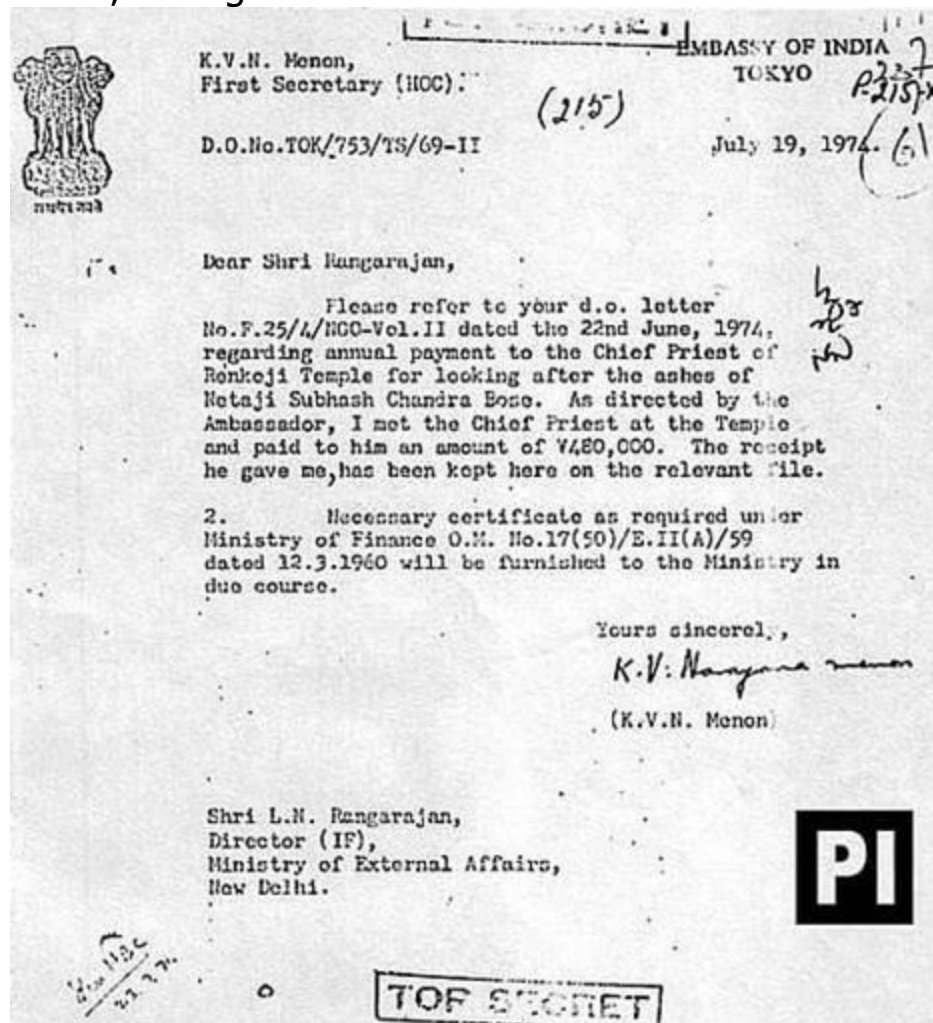 K.V.N. Menon,
First Secretary (HOC).
EMBASSY OF INDIA
TOKYO
(215)
D.O.No.TOK/753/TS/69-II
July 19, 1974.
सत्यमेव जयते
Dear Shri Rangarajan,
Please refer to your d.o. letter
No.F.25/4/NGO-Vol.II dated the 22nd June, 1974,
regarding annual payment to the Chief Priest of
Renkoji Temple for looking after the ashes of
Netaji Subhash Chandra Bose. As directed by the
Ambassador, I met the Chief Priest at the Temple
and paid to him an amount of ¥480,000. The receipt
he gave me, has been kept here on the relevant file.
2. Necessary certificate as required under
Ministry of Finance O.M. No.17(50)/E.II(A)/59
dated 12.3.1960 will be furnished to the Ministry in
due course.
Yours sincerely,
K.V. Narayana menon
(K.V.N. Menon)
Shri L.N. Rangarajan,
Director (IF),
Ministry of External Affairs,
New Delhi.
PI
TOP SECRET